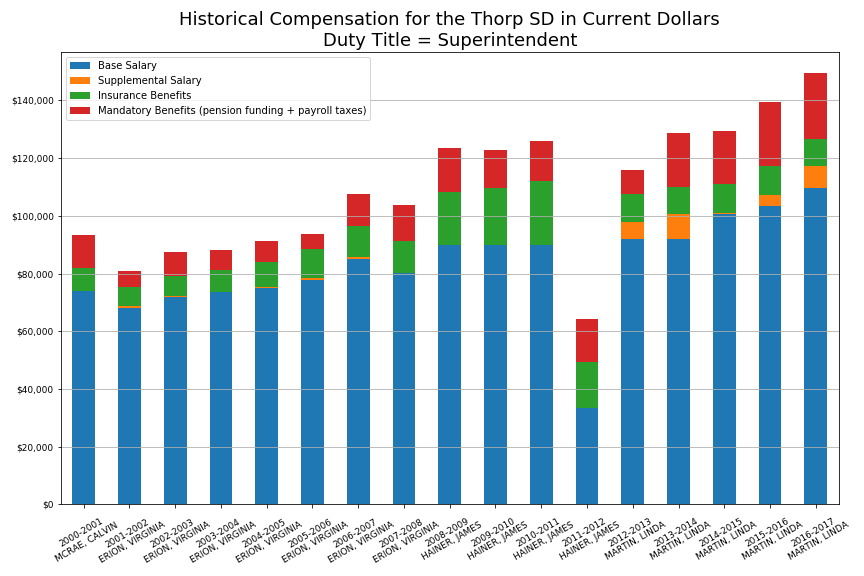 Historical Compensation for the Thorp SD in Current Dollars
Duty Title = Superintendent
Base Salary
Supplemental Salary
Insurance Benefits
Mandatory Benefits (pension funding + payroll taxes)
$140,000
$120,000
$100,000
$80,000
$60,000
$40,000
$20,000
$0
2000-2001
MCRAE, CALVIN
2001-2002
ERION, VIRGINIA
2002-2003
ERION, VIRGINIA
2003-2004
ERION, VIRGINIA
2004-2005
ERION, VIRGINIA
2005-2006
ERION, VIRGINIA
2006-2007
ERION, VIRGINIA
2007-2008
ERION, VIRGINIA
2008-2009
HAINER, JAMES
2009-2010
HAINER, JAMES
2010-2011
HAINER, JAMES
2011-2012
HAINER, JAMES
2012-2013
MARTIN, LINDA
2013-2014
MARTIN, LINDA
2014-2015
MARTIN, LINDA
2015-2016
MARTIN, LINDA
2016-2017
MARTIN, LINDA